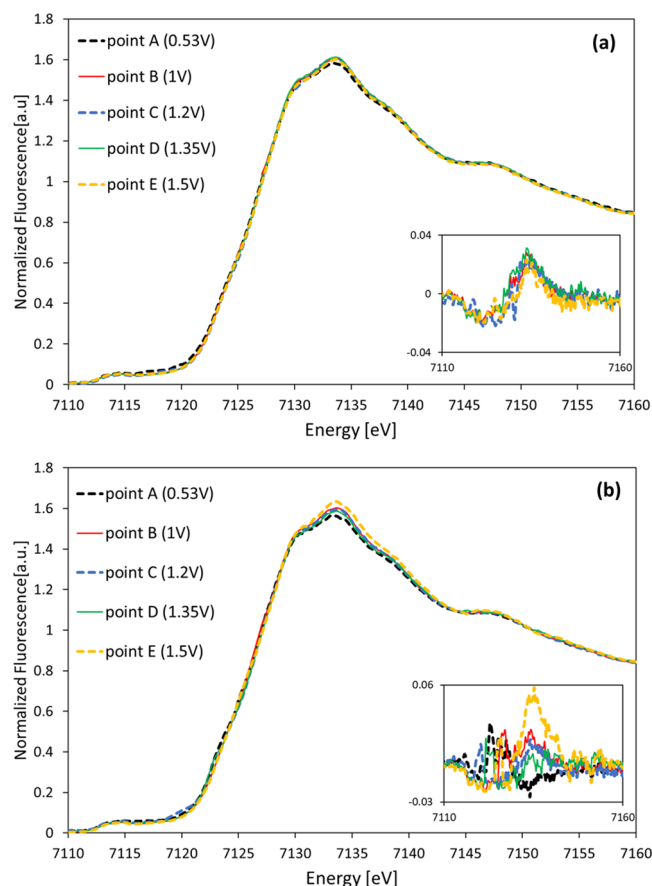 1.8
1.6
1.4
1.2
1
0.8
0.6
0.4
0.2
0
Normalized Fluorescence[a.u]
point A (0.53V)
point B (1V)
point C (1.2V)
point D (1.35V)
point E (1.5V)
(a)
0.04
0
-0.04
7110 7160
7110 7115 7120 7125 7130 7135 7140 7145 7150 7155 7160
Energy [eV]
1.8
1.6
1.4
1.2
1
0.8
0.6
0.4
0.2
0
Normalized Fluorescence[a.u.]
point A (0.53V)
point B (1V)
point C (1.2V)
point D (1.35V)
point E (1.5V)
(b)
0.06
-0.03
7110 7160
7110 7115 7120 7125 7130 7135 7140 7145 7150 7155 7160
Energy [eV]